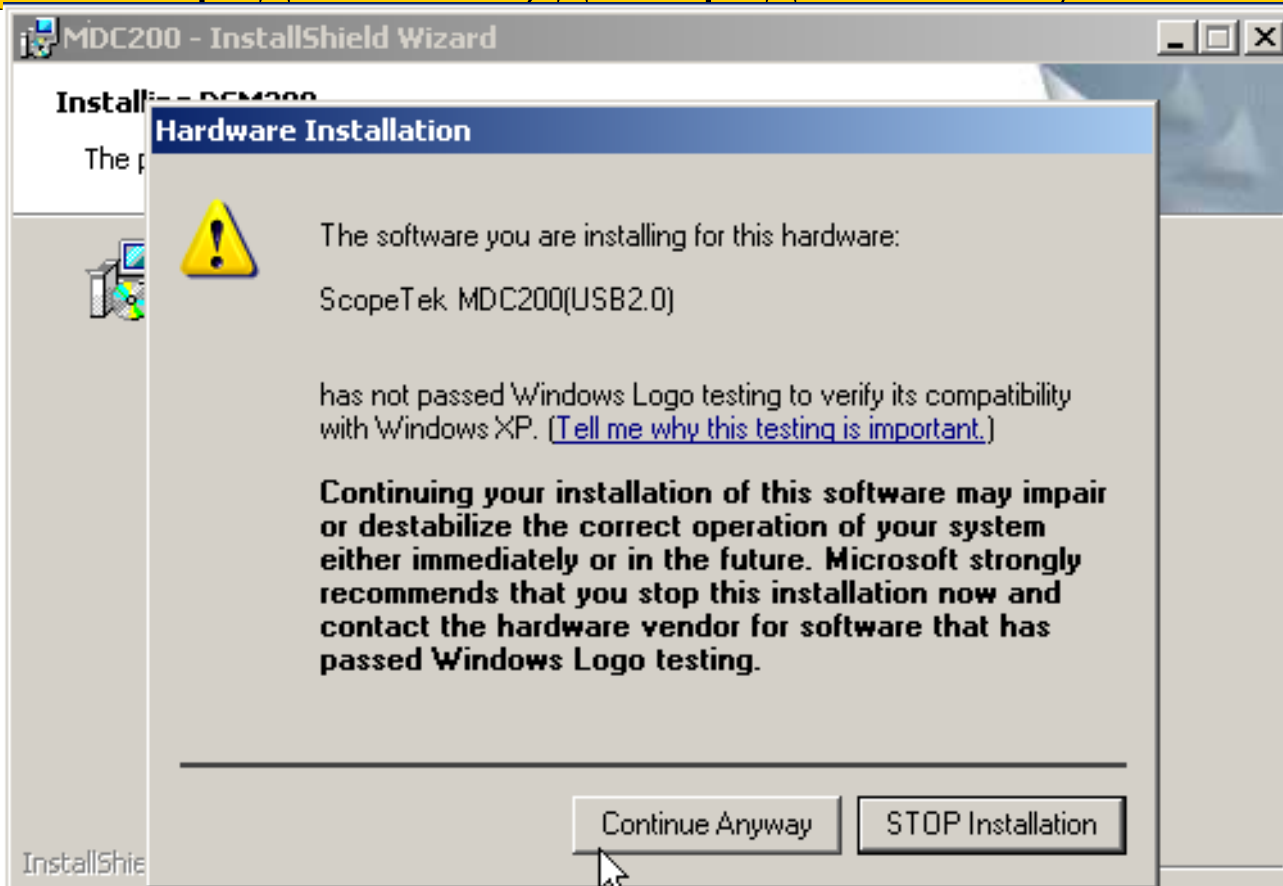 MDC200 - InstallShield Wizard
Installing DCM200
The p
Hardware Installation
The software you are installing for this hardware:
ScopeTek MDC200(USB2.0)
has not passed Windows Logo testing to verify its compatibility
with Windows XP. (Tell me why this testing is important.)
Continuing your installation of this software may impair
or destabilize the correct operation of your system
either immediately or in the future. Microsoft strongly
recommends that you stop this installation now and
contact the hardware vendor for software that has
passed Windows Logo testing.
Continue Anyway
STOP Installation
InstallShie